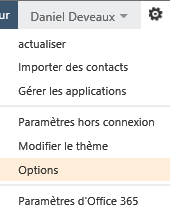 ur
Daniel Deveaux
actualiser
Importer des contacts
Gérer les applications
Paramètres hors connexion
Modifier le thème
Options
Paramètres d'Office 365